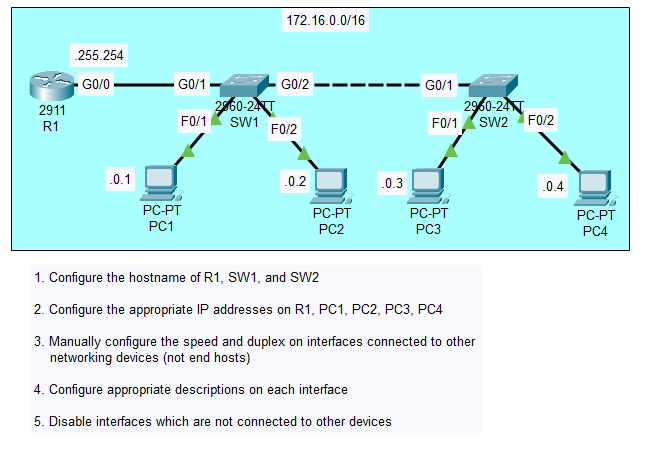 172.16.0.0/16
.255.254
G0/0
G0/1
G0/2
G0/1
2911
R1
2960-24TT
SW1
2960-24TT
SW2
F0/1
F0/2
F0/1
F0/2
.0.1
.0.2
.0.3
.0.4
PC-PT
PC1
PC-PT
PC2
PC-PT
PC3
PC-PT
PC4
1. Configure the hostname of R1, SW1, and SW2
2. Configure the appropriate IP addresses on R1, PC1, PC2, PC3, PC4
3. Manually configure the speed and duplex on interfaces connected to other
networking devices (not end hosts)
4. Configure appropriate descriptions on each interface
5. Disable interfaces which are not connected to other devices